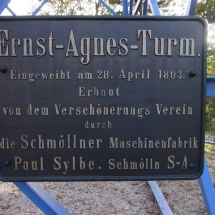 Ernst-Agnes-Turm.
Eingeweiht am 28. April 1893.
Erbaut
von dem Verschönerungs Verein
durch
die Schmöllner Maschinenfabrik
Paul Sylbe. Schmölln S-A.